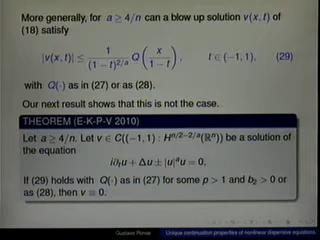 More generally, for a ≥ 4/n can a blow up solution v(x, t) of
(18) satisfy
|v(x, t)| ≤ 1/(1 − t)^{2/a} Q(x/(1 − t)), t ∈ (−1, 1), (29)
with Q(·) as in (27) or as (28).
Our next result shows that this is not the case.
THEOREM (E-K-P-V 2010)
Let a ≥ 4/n. Let v ∈ C((−1, 1) : H^{n/2−2/a}(ℝⁿ)) be a solution of
the equation
i∂ₜu + Δu ± |u|ᵃu = 0,
If (29) holds with Q(·) as in (27) for some p > 1 and b₂ > 0 or
as (28), then v ≡ 0.
Gustavo Ponce Unique continuation properties of nonlinear dispersive equations